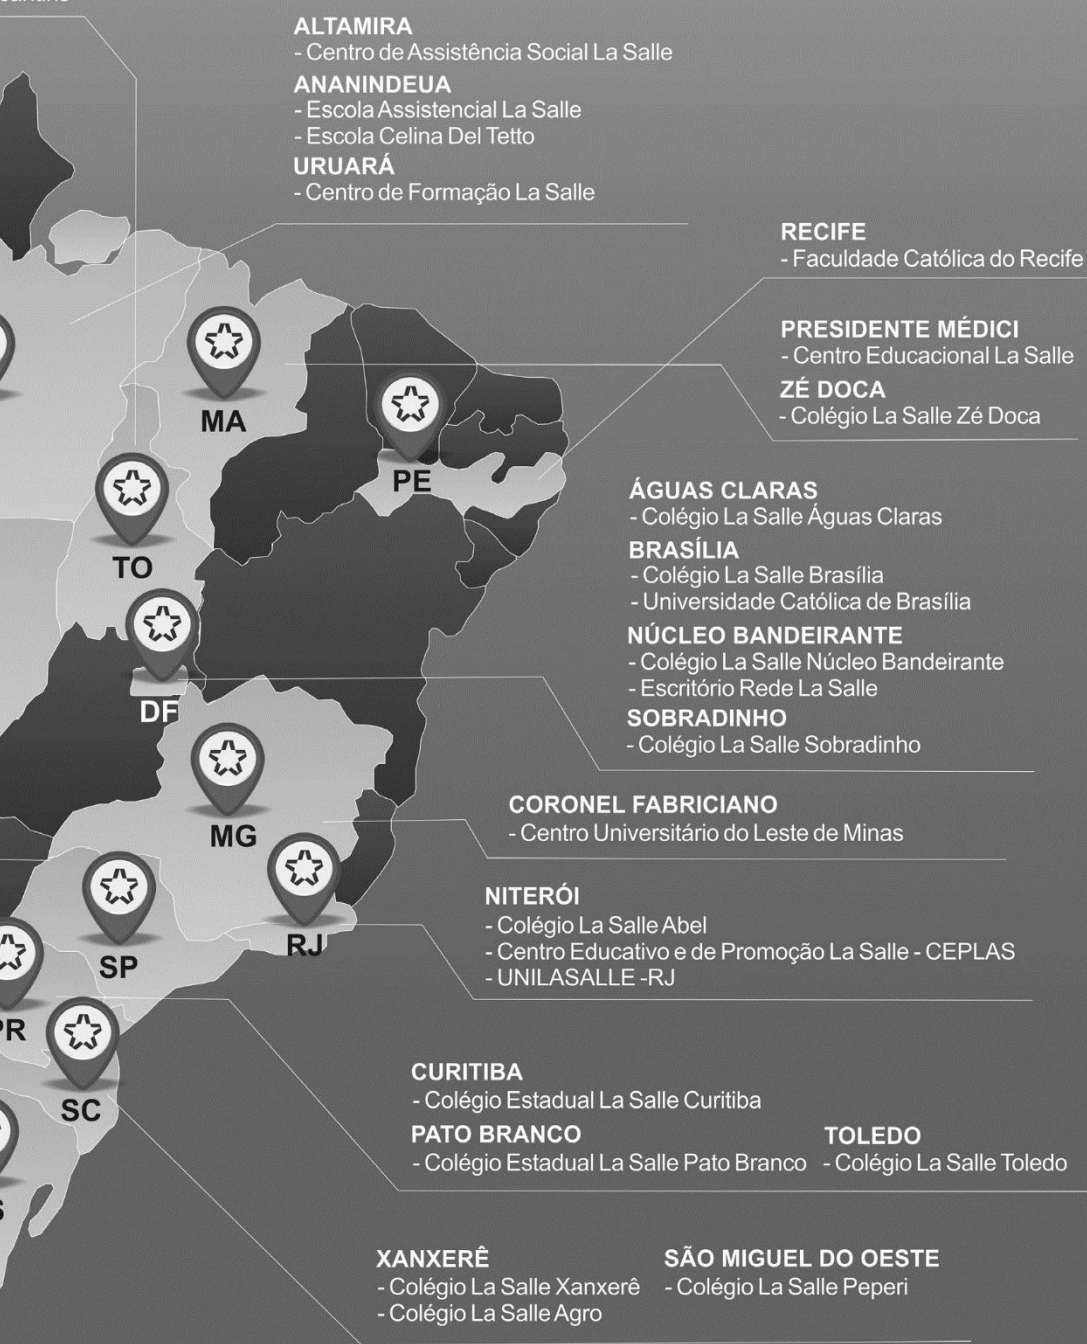 ALTAMIRA
- Centro de Assistência Social La Salle
ANANINDEUA
- Escola Assistencial La Salle
- Escola Celina Del Tetto
URUARÁ
- Centro de Formação La Salle
RECIFE
- Faculdade Católica do Recife
PRESIDENTE MÉDICI
- Centro Educacional La Salle
ZÉ DOCA
- Colégio La Salle Zé Doca
MA
PE
ÁGUAS CLARAS
- Colégio La Salle Águas Claras
BRASÍLIA
- Colégio La Salle Brasília
- Universidade Católica de Brasília
NÚCLEO BANDEIRANTE
- Colégio La Salle Núcleo Bandeirante
- Escritório Rede La Salle
SOBRADINHO
- Colégio La Salle Sobradinho
TO
DF
CORONEL FABRICIANO
- Centro Universitário do Leste de Minas
MG
NITERÓI
- Colégio La Salle Abel
- Centro Educativo e de Promoção La Salle - CEPLAS
- UNILASALLE -RJ
RJ
SP
PR
SC
CURITIBA
- Colégio Estadual La Salle Curitiba
PATO BRANCO
- Colégio Estadual La Salle Pato Branco
TOLEDO
- Colégio La Salle Toledo
S
XANXERÊ
- Colégio La Salle Xanxerê
- Colégio La Salle Agro
SÃO MIGUEL DO OESTE
- Colégio La Salle Peperi